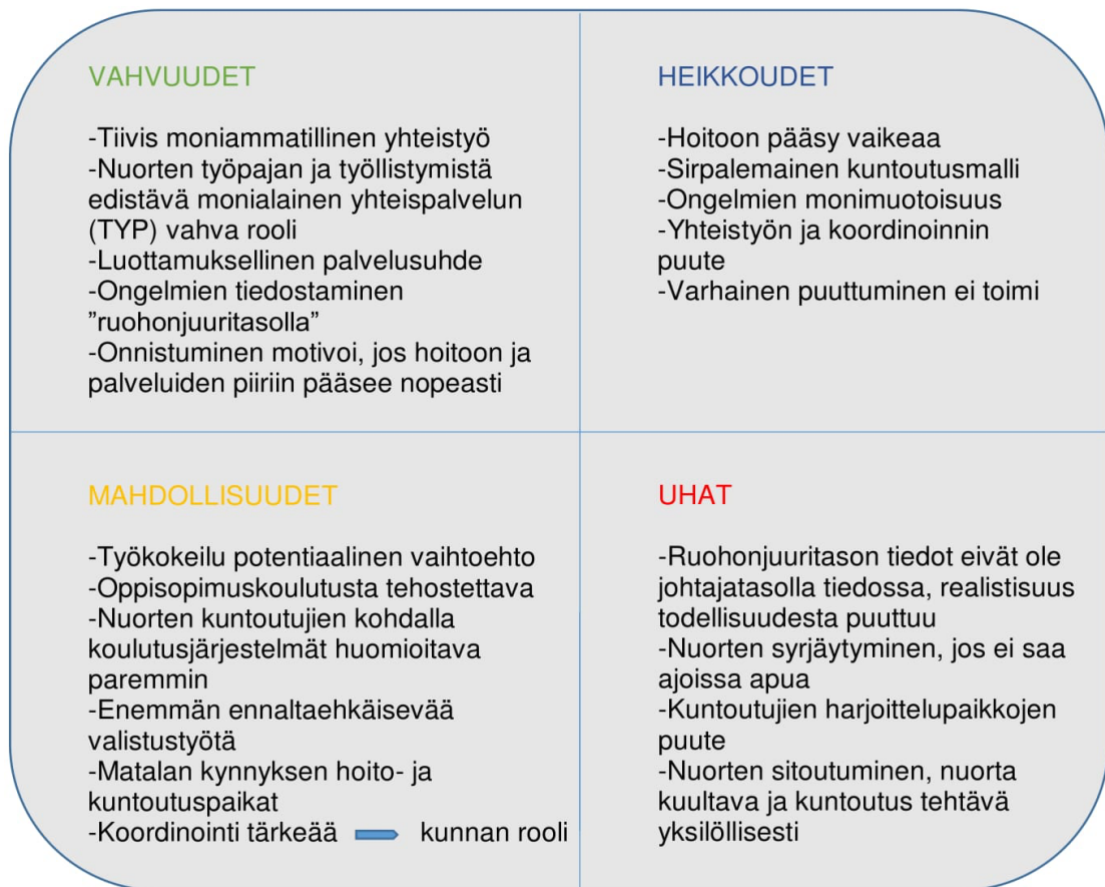 VAHVUUDET
-Tiivis moniammatillinen yhteistyö
-Nuorten työpajan ja työllistymistä
edistävä monialainen yhteispalvelun
(TYP) vahva rooli
-Luottamuksellinen palvelusuhde
-Ongelmien tiedostaminen
”ruohonjuuritasolla”
-Onnistuminen motivoi, jos hoitoon ja
palveluiden piiriin pääsee nopeasti
HEIKKOUDET
-Hoitoon pääsy vaikeaa
-Sirpalemainen kuntoutusmalli
-Ongelmien monimuotoisuus
-Yhteistyön ja koordinoinnin
puute
-Varhainen puuttuminen ei toimi
MAHDOLLISUUDET
-Työkokeilu potentiaalinen vaihtoehto
-Oppisopimuskoulutusta tehostettava
-Nuorten kuntoutujien kohdalla
koulutusjärjestelmät huomioitava
paremmin
-Enemmän ennaltaehkäisevää
valistustyötä
-Matalan kynnyksen hoito- ja
kuntoutuspaikat
-Koordinointi tärkeää kunnan rooli
UHAT
-Ruohonjuuritason tiedot eivät ole
johtajatasolla tiedossa, realistisuus
todellisuudesta puuttuu
-Nuorten syrjäytyminen, jos ei saa
ajoissa apua
-Kuntoutujien harjoittelupaikkojen
puute
-Nuorten sitoutuminen, nuorta
kuultava ja kuntoutus tehtävä
yksilöllisesti